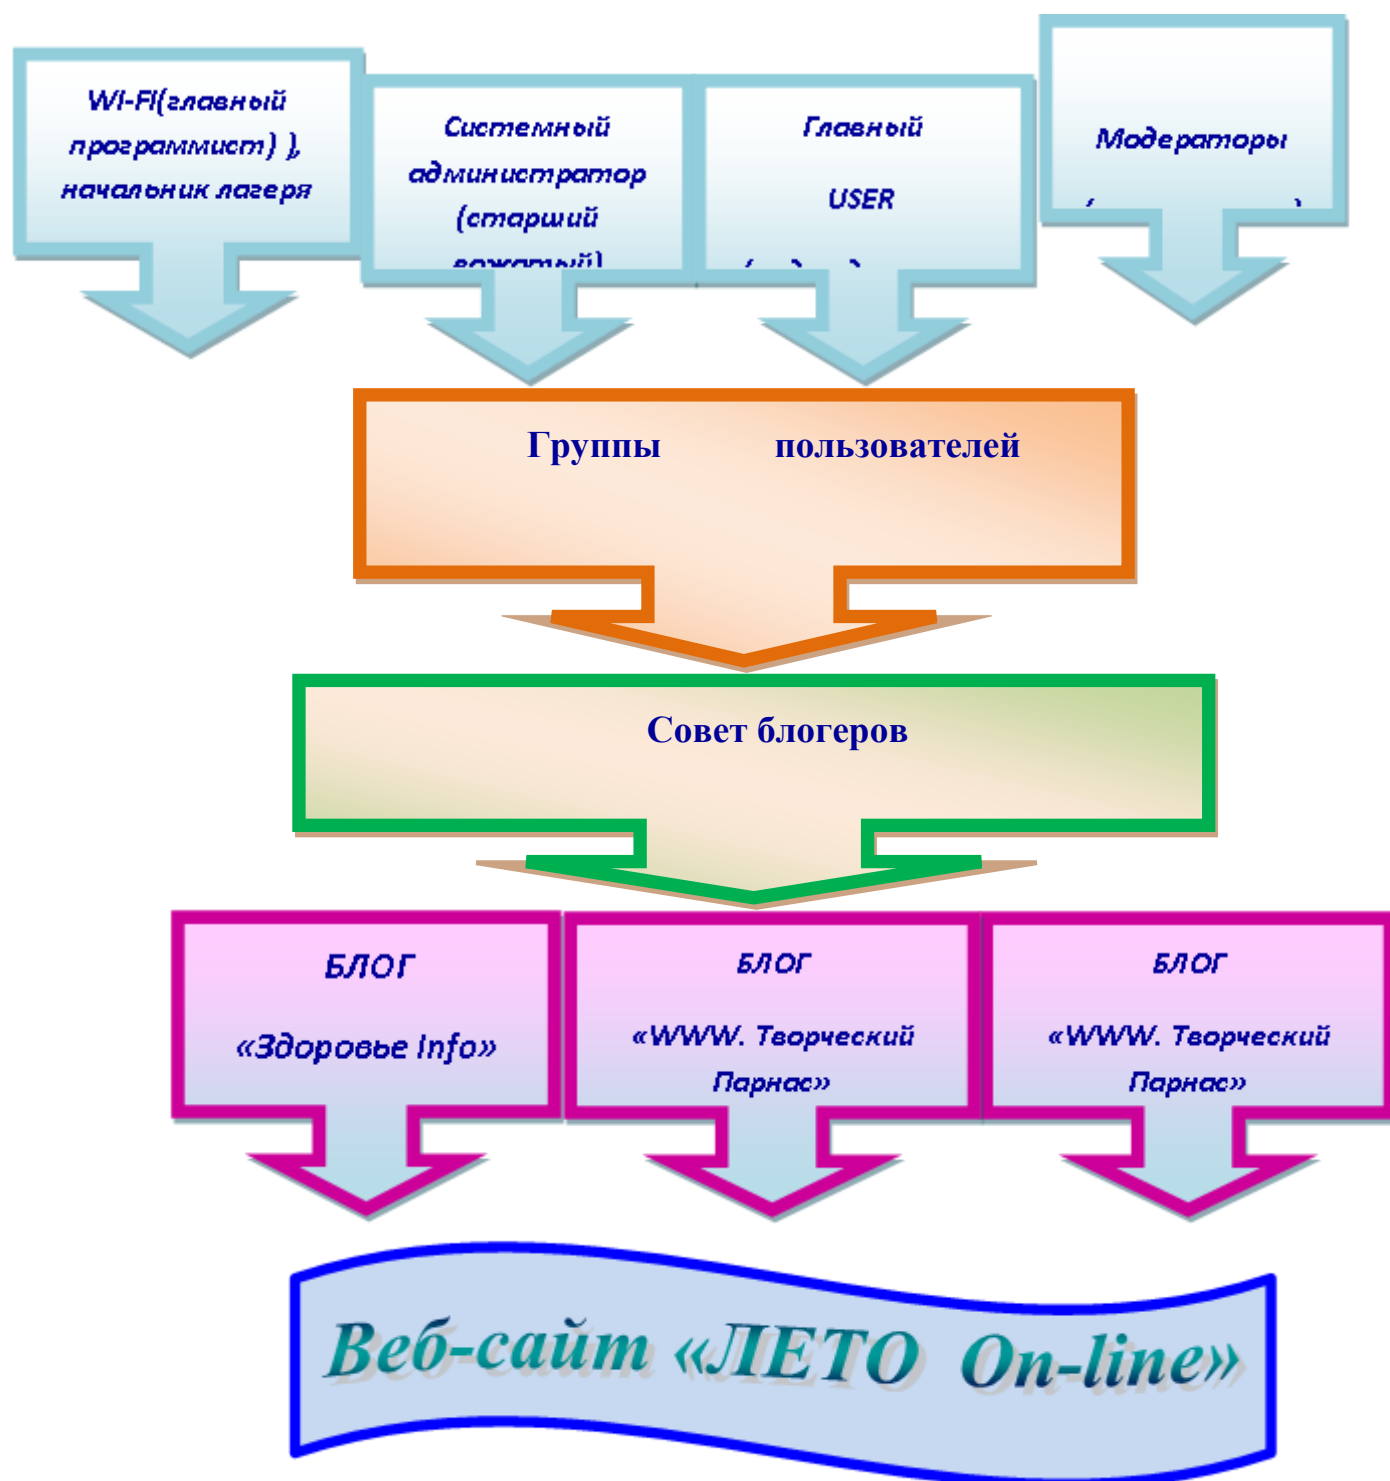 WI-FI(главный
программист) ),
начальник лагеря
Системный
администратор
(старший
вожатый)
Главный
USER
Модераторы
Группы пользователей
Совет блогеров
БЛОГ
«Здоровье Info»
БЛОГ
«WWW. Творческий
Парнас»
БЛОГ
«WWW. Творческий
Парнас»
Веб-сайт «ЛЕТО On-line»